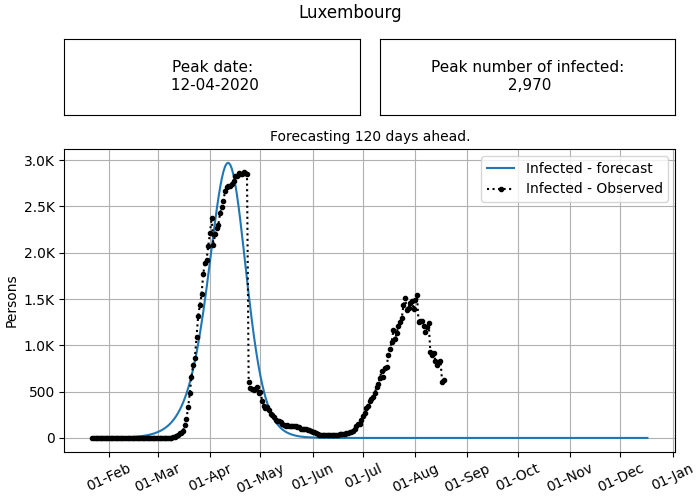 Luxembourg
Peak date:
12-04-2020
Peak number of infected:
2,970
Forecasting 120 days ahead.
Infected - forecast
Infected - Observed
3.0K
2.5K
2.0K
1.5K
1.0K
500
0
Persons
01-Feb
01-Mar
01-Apr
01-May
01-Jun
01-Jul
01-Aug
01-Sep
01-Oct
01-Nov
01-Dec
01-Jan